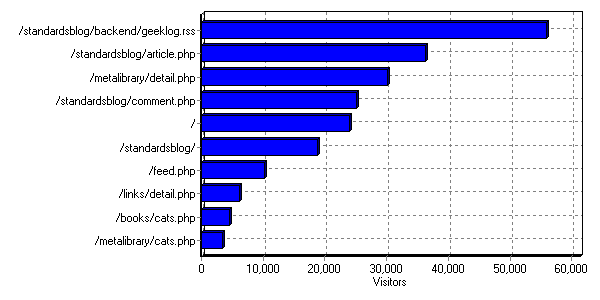 /standardsblog/backend/geeklog.rss
/standardsblog/article.php
/metalibrary/detail.php
/standardsblog/comment.php
/
/standardsblog/
/feed.php
/links/detail.php
/books/cats.php
/metalibrary/cats.php
0 10,000 20,000 30,000 40,000 50,000 60,000
Visitors